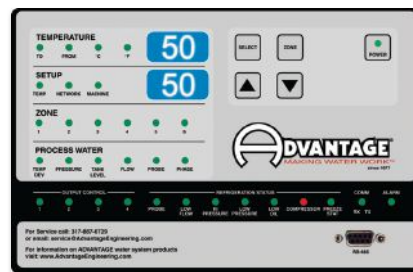 TEMPERATURE
TO FROM °C °F
50
SELECT ZONE
POWER
SETUP
TEMP NETWORK MACHINE
50
ZONE
1 2 3 4 5 6
ADVANTAGE
MAKING WATER WORK
PROCESS WATER
TEMP DEV PRESSURE TANK LEVEL FLOW PROBE PHASE
OUTPUT CONTROL REFRIGERATION STATUS COMM ALARM
1 2 3 4 PROBE LOW FLOW HI PRESSURE LOW PRESSURE LOW OIL COMPRESSOR FREEZE STAT RX TX
For Service call: 317-887-0729
or email: service@AdvantageEngineering.com
For information on ADVANTAGE water system products
visit: www.AdvantageEngineering.com
RS-485